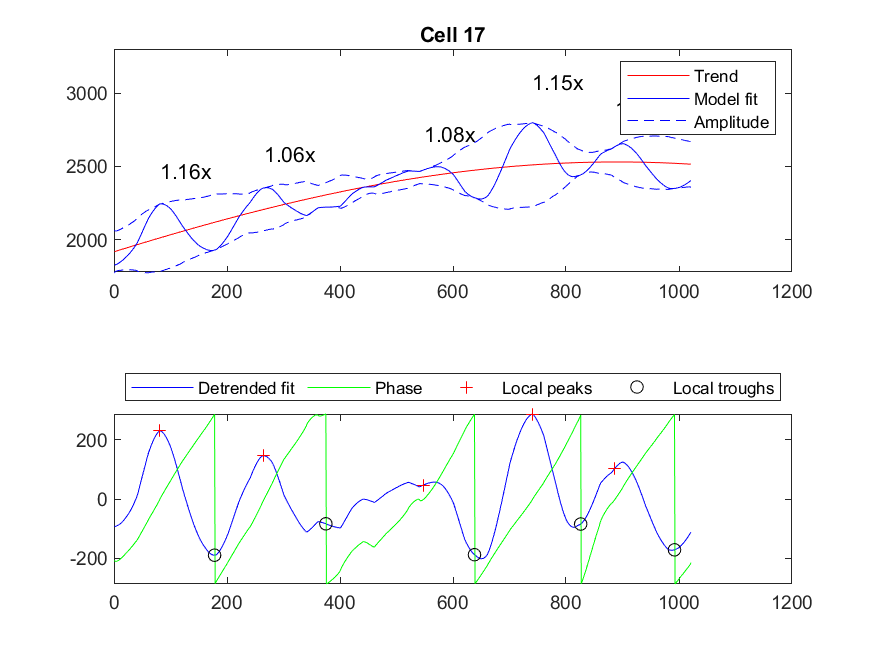 Cell 17
3000
2500
2000
1.16x
1.06x
1.08x
1.15x
Trend
Model fit
Amplitude
0 200 400 600 800 1000 1200
Detrended fit Phase Local peaks Local troughs
200
0
-200
0 200 400 600 800 1000 1200